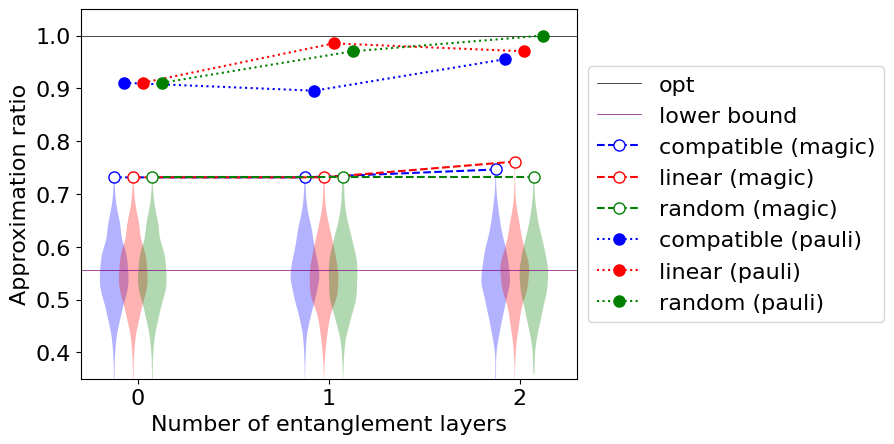 1.0
0.9
0.8
0.7
0.6
0.5
0.4
Approximation ratio
0 1 2
Number of entanglement layers
opt
lower bound
compatible (magic)
linear (magic)
random (magic)
compatible (pauli)
linear (pauli)
random (pauli)